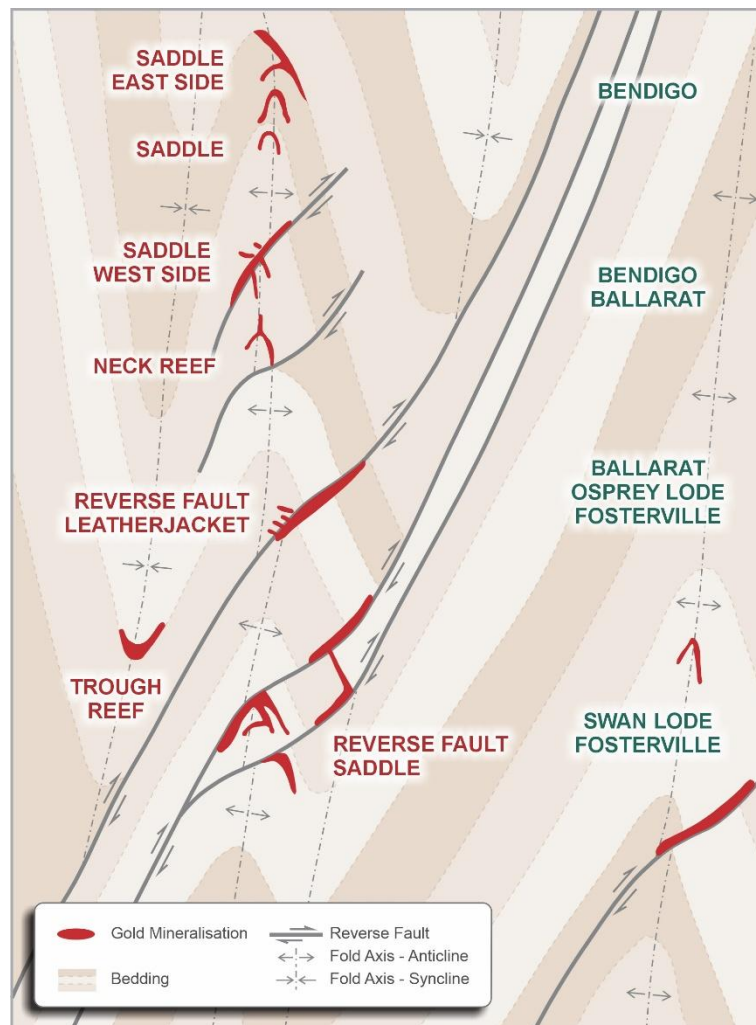 SADDLE
EAST SIDE
BENDIGO
SADDLE
SADDLE
WEST SIDE
BENDIGO
BALLARAT
NECK REEF
BALLARAT
OSPREY LODE
FOSTERVILLE
REVERSE FAULT
LEATHERJACKET
TROUGH
REEF
SWAN LODE
FOSTERVILLE
REVERSE FAULT
SADDLE
Gold Mineralisation
Bedding
Reverse Fault
Fold Axis - Anticline
Fold Axis - Syncline